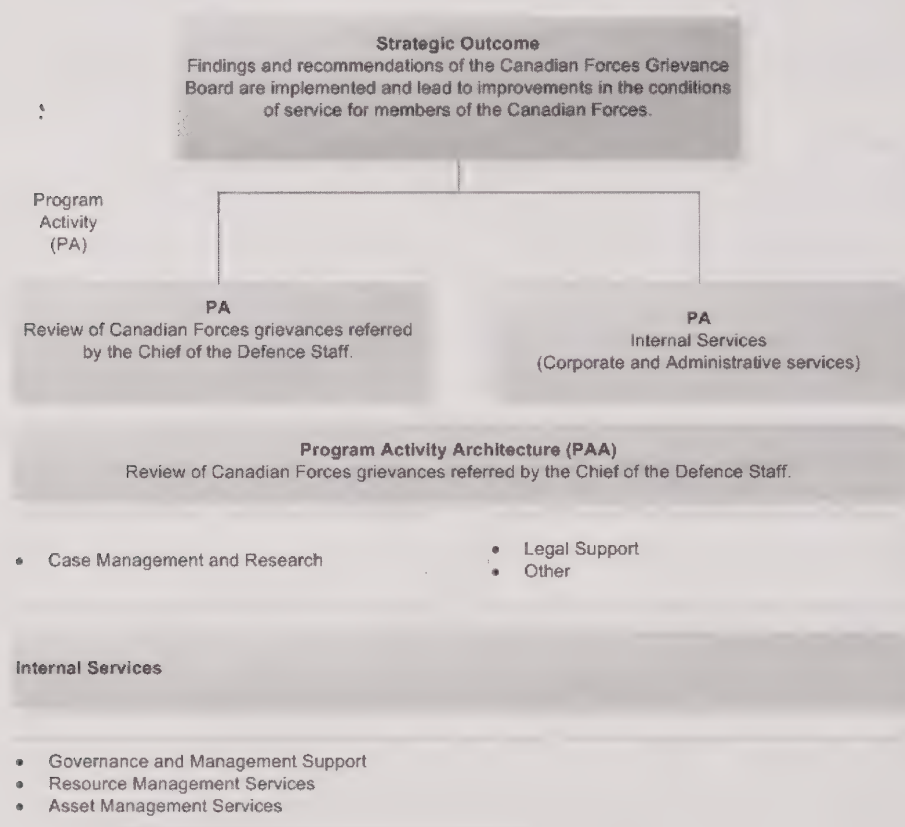 Strategic Outcome
Findings and recommendations of the Canadian Forces Grievance
Board are implemented and lead to improvements in the conditions
of service for members of the Canadian Forces.
Program
Activity
(PA)
PA
Review of Canadian Forces grievances referred
by the Chief of the Defence Staff.
PA
Internal Services
(Corporate and Administrative services)
Program Activity Architecture (PAA)
Review of Canadian Forces grievances referred by the Chief of the Defence Staff.
• Case Management and Research
• Legal Support
• Other
Internal Services
• Governance and Management Support
• Resource Management Services
• Asset Management Services